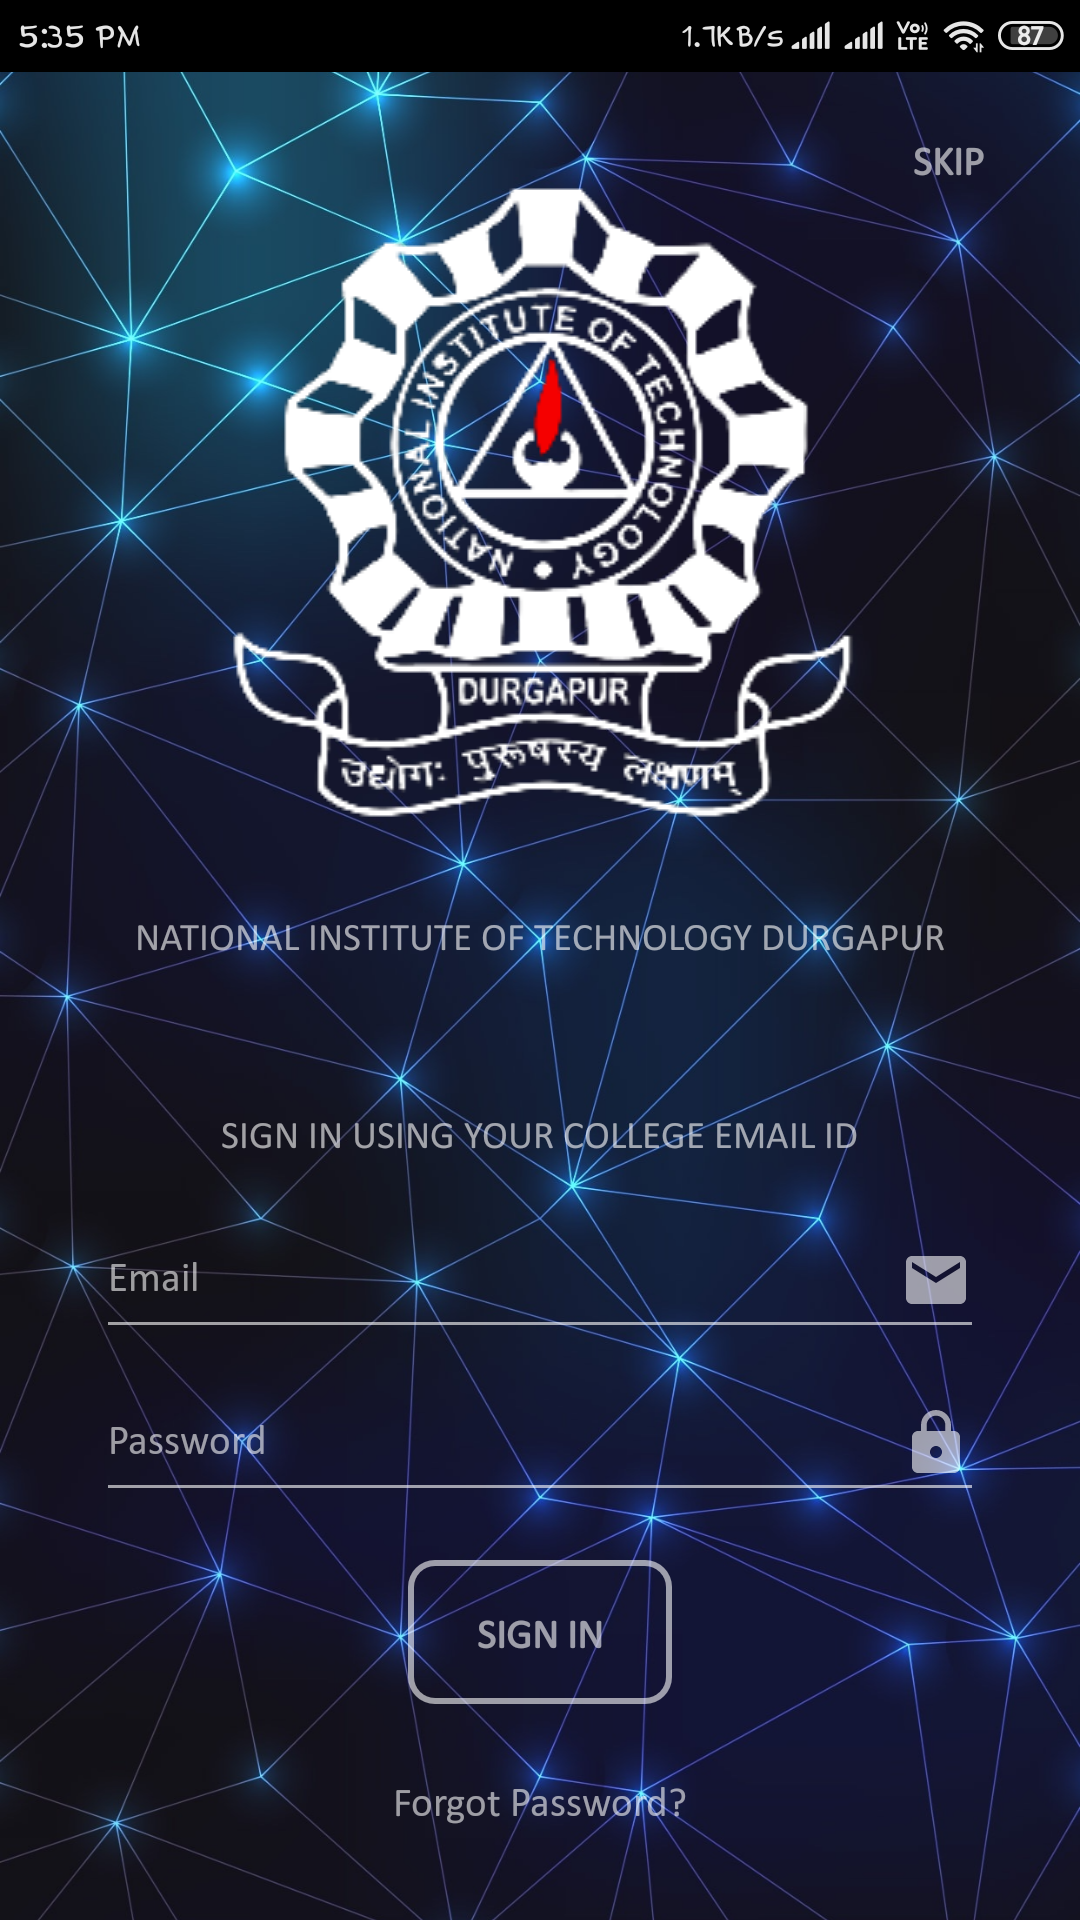 5:35 PM 1.7KB/s Vo)) LTE 87
SKIP
NATIONAL INSTITUTE OF TECHNOLOGY
DURGAPUR
उद्योगः पुरूषस्य लक्षणम्
NATIONAL INSTITUTE OF TECHNOLOGY DURGAPUR
SIGN IN USING YOUR COLLEGE EMAIL ID
Email
Password
SIGN IN
Forgot Password?